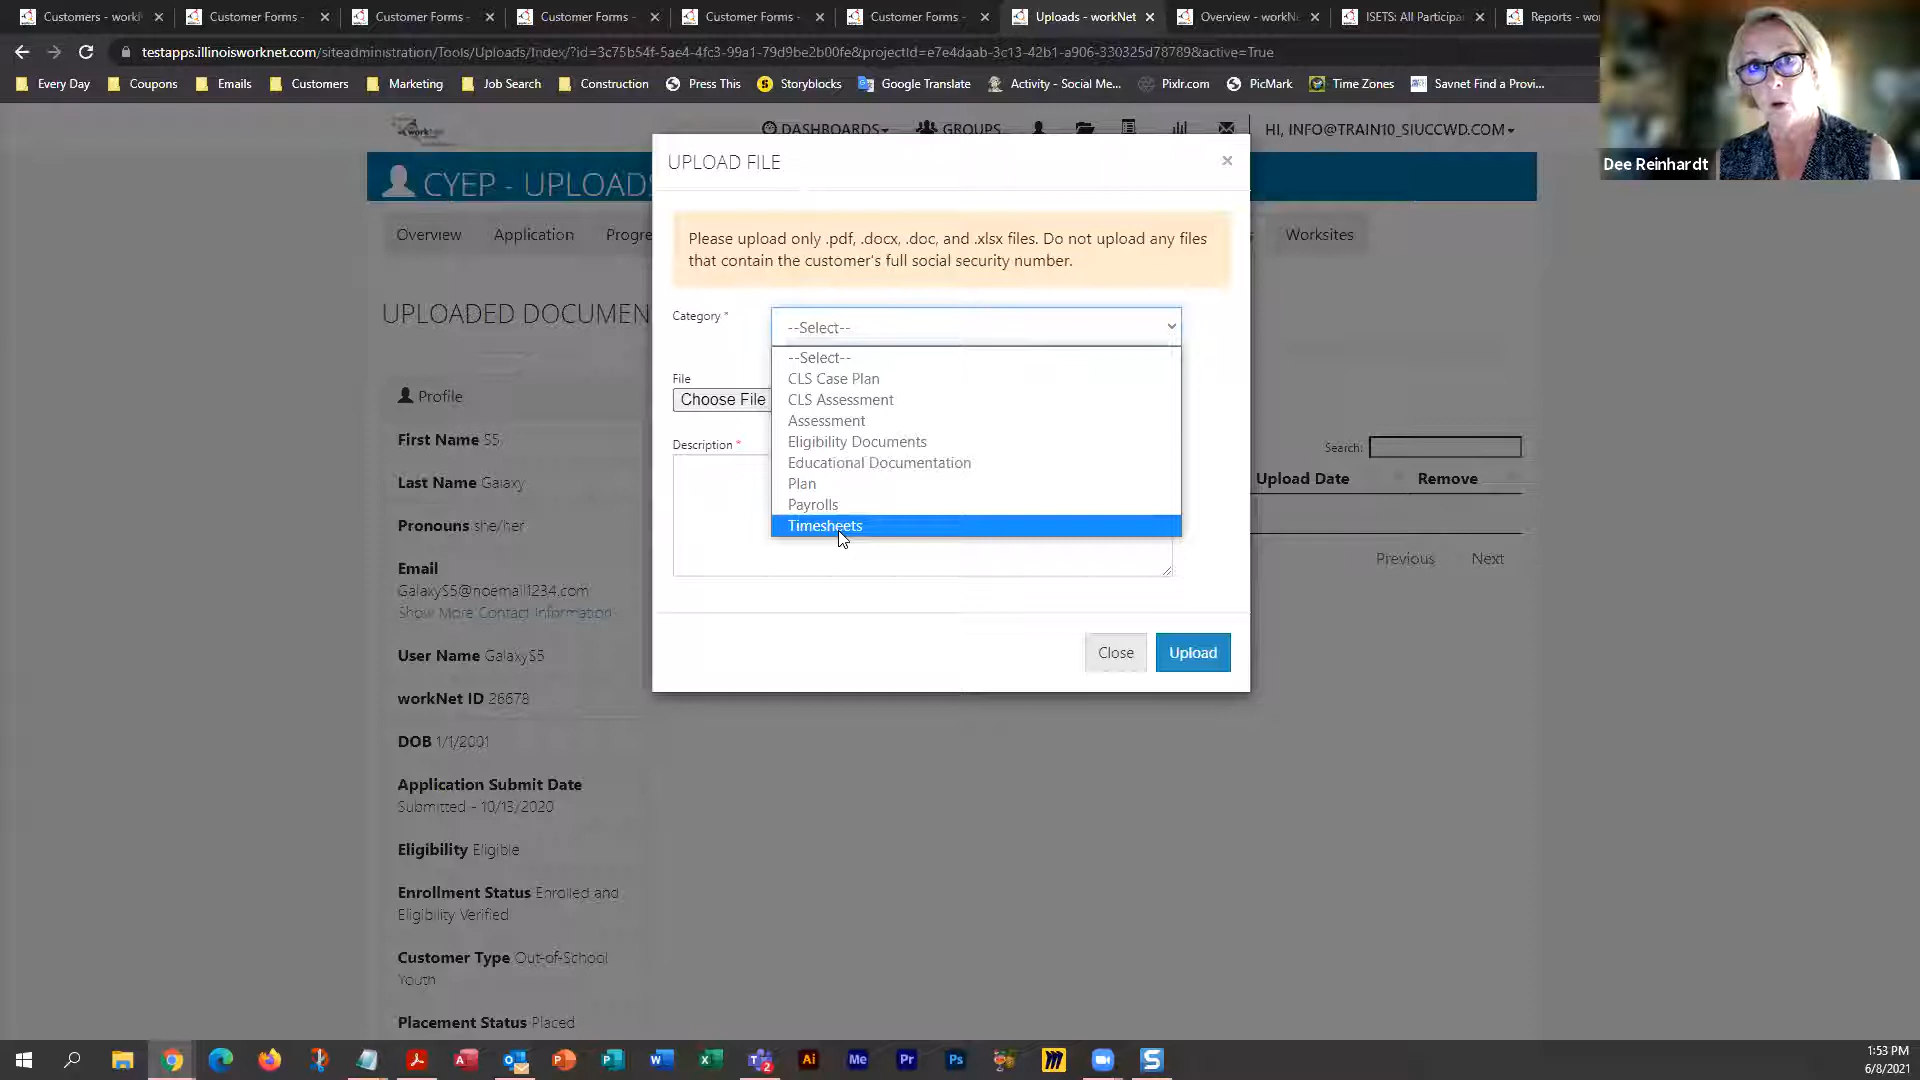 Customers - workN
Customer Forms -
Customer Forms -
Customer Forms -
Customer Forms -
Customer Forms -
Uploads - workNet
Overview - workNe
ISETS: All Participa
Reports - wo
testapps.illinoisworknet.com/siteadministration/Tools/Uploads/Index/?id=3c75b54f-5ae4-4fc3-99a1-79d9be2b00fe&projectId=e7e4daab-3c13-42b1-a906-330325d78789&active=True
Every Day
Coupons
Emails
Customers
Marketing
Job Search
Construction
Press This
Storyblocks
Google Translate
Activity - Social Me...
Pixlr.com
PicMark
Time Zones
Savnet Find a Provi...
Dee Reinhardt
workNet
DASHBOARDS
GROUPS
HI, INFO@TRAIN10_SIUCCWD.COM
CYEP - UPLOADS
Overview
Application
Progre
Worksites
UPLOADED DOCUMEN
UPLOAD FILE
×
Please upload only .pdf, .docx, .doc, and .xlsx files. Do not upload any files
that contain the customer's full social security number.
Category *
--Select--
--Select--
CLS Case Plan
CLS Assessment
Assessment
Eligibility Documents
Educational Documentation
Plan
Payrolls
Timesheets
File
Choose File
Description *
Close
Upload
Search:
Upload Date
Remove
Previous
Next
Profile
First Name S5
Last Name Galaxy
Pronouns she/her
Email
GalaxyS5@noemail1234.com
Show More Contact Information
User Name GalaxyS5
workNet ID 26678
DOB 1/1/2001
Application Submit Date
Submitted - 10/13/2020
Eligibility Eligible
Enrollment Status Enrolled and
Eligibility Verified
Customer Type Out-of-School
Youth
Placement Status Placed
1:53 PM
6/8/2021